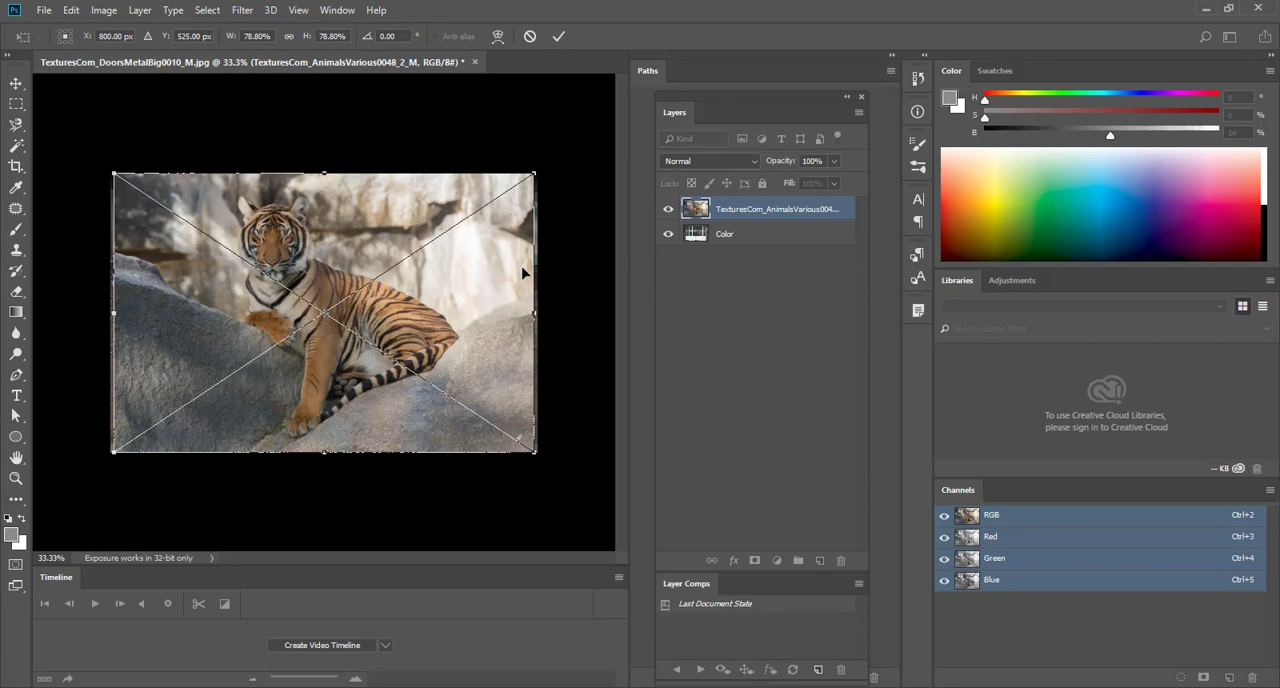 Ps File Edit Image Layer Type Select Filter 3D View Window Help
X: 800.00 px Y: 525.00 px W: 78.80% H: 78.80% 0.00 ° Anti-alias
TexturesCom_DoorsMetalBig0010_M.jpg @ 33.3% (TexturesCom_AnimalsVarious0048_2_M, RGB/8#) *
Paths
Layers
Kind
Normal Opacity: 100%
Lock: Fill: 100%
TexturesCom_AnimalsVarious004...
Color
Layer Comps
Last Document State
Color Swatches
H 0 °
S 0 %
B 56 %
Libraries Adjustments
Search Adobe Stock
To use Creative Cloud Libraries,
please sign in to Creative Cloud
-- KB
Channels
RGB Ctrl+2
Red Ctrl+3
Green Ctrl+4
Blue Ctrl+5
33.33% Exposure works in 32-bit only
Timeline
Create Video Timeline